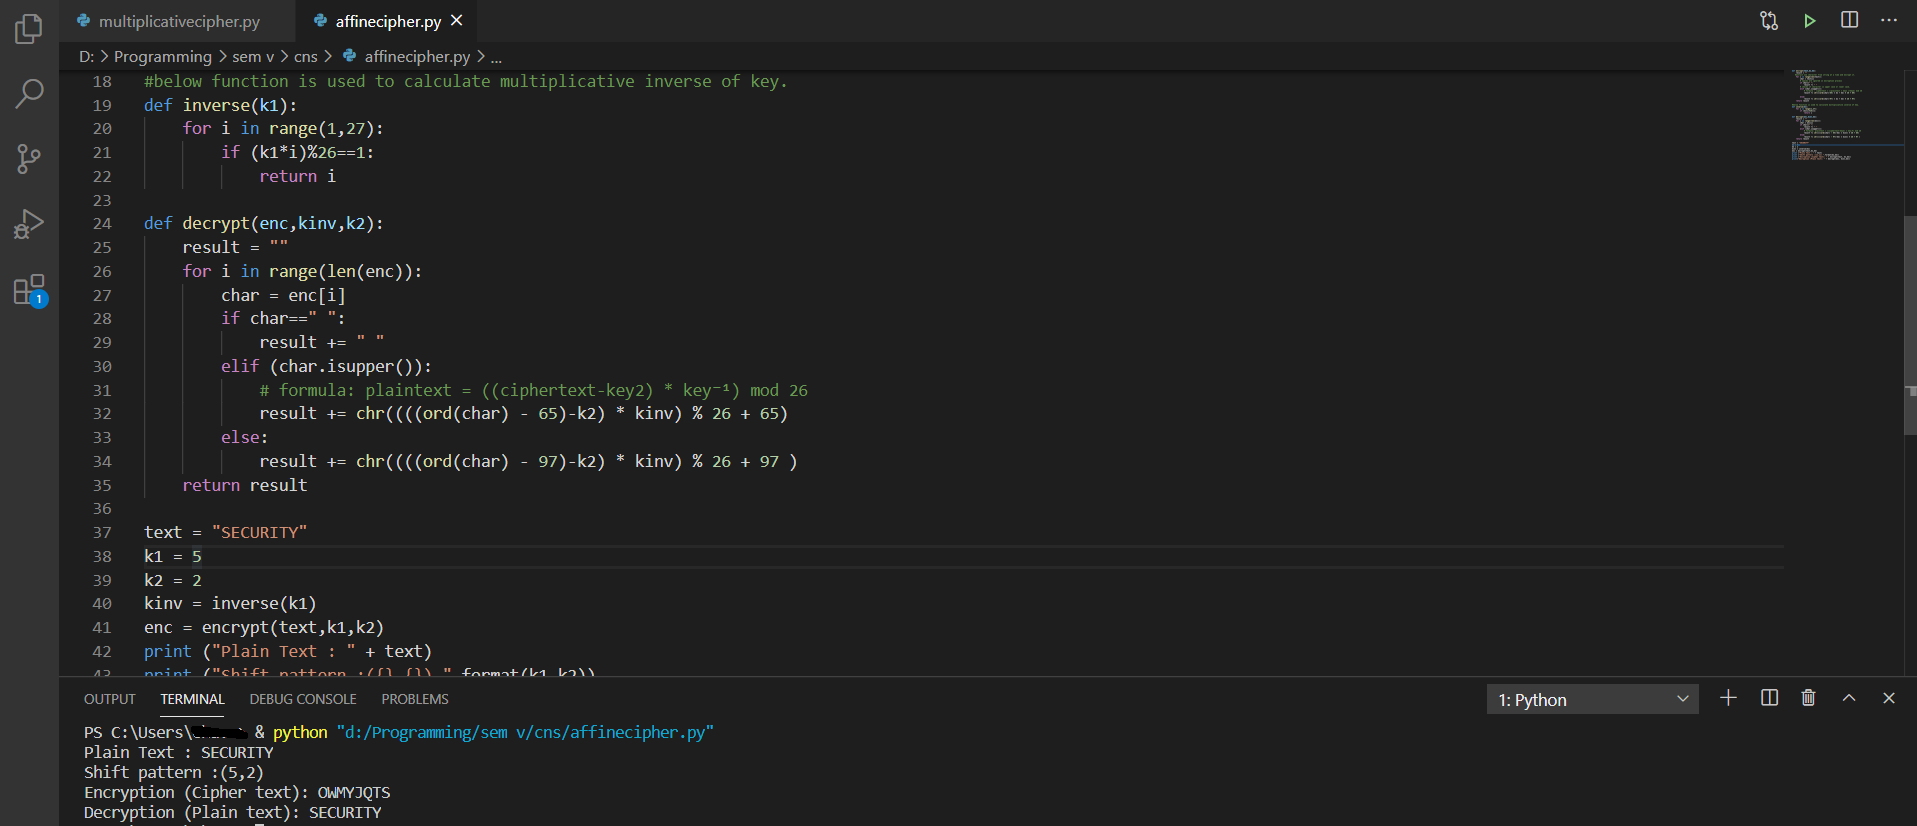 multiplicativecipher.py affinecipher.py
D: > Programming > sem v > cns > affinecipher.py > ...
18 #below function is used to calculate multiplicative inverse of key.
19 def inverse(k1):
20     for i in range(1,27):
21         if (k1*i)%26==1:
22             return i
23
24 def decrypt(enc,kinv,k2):
25     result = ""
26     for i in range(len(enc)):
27         char = enc[i]
28         if char==" ":
29             result += " "
30         elif (char.isupper()):
31             # formula: plaintext = ((ciphertext-key2) * key⁻¹) mod 26
32             result += chr((((ord(char) - 65)-k2) * kinv) % 26 + 65)
33         else:
34             result += chr((((ord(char) - 97)-k2) * kinv) % 26 + 97 )
35     return result
36
37 text = "SECURITY"
38 k1 = 5
39 k2 = 2
40 kinv = inverse(k1)
41 enc = encrypt(text,k1,k2)
42 print ("Plain Text : " + text)
43 print ("Shift pattern :({},{}) ".format(k1,k2))
1
OUTPUT TERMINAL DEBUG CONSOLE PROBLEMS 1: Python
PS C:\Users\ & python "d:/Programming/sem v/cns/affinecipher.py"
Plain Text : SECURITY
Shift pattern :(5,2)
Encryption (Cipher text): OWMYJQTS
Decryption (Plain text): SECURITY